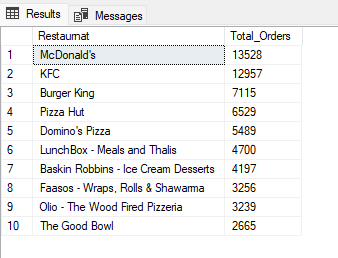 Results Messages
Restaurnat Total_Orders
1 McDonald's 13528
2 KFC 12957
3 Burger King 7115
4 Pizza Hut 6529
5 Domino's Pizza 5489
6 LunchBox - Meals and Thalis 4700
7 Baskin Robbins - Ice Cream Desserts 4197
8 Faasos - Wraps, Rolls & Shawarma 3256
9 Olio - The Wood Fired Pizzeria 3239
10 The Good Bowl 2665